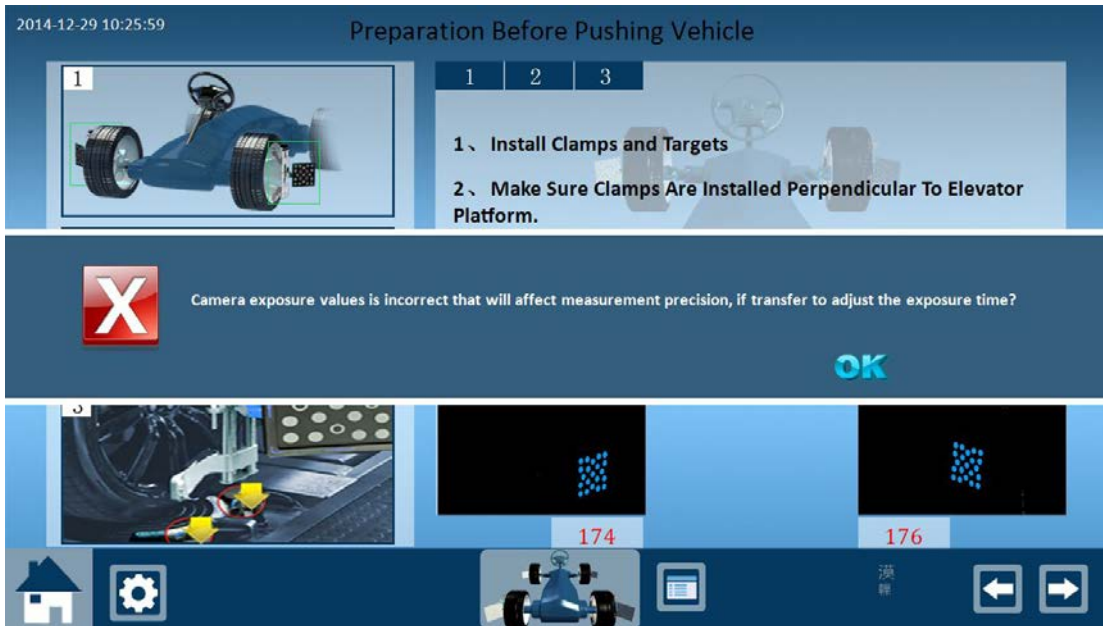 2014-12-29 10:25:59
Preparation Before Pushing Vehicle
1
1 2 3
1、 Install Clamps and Targets
2、 Make Sure Clamps Are Installed Perpendicular To Elevator
Platform.
X
Camera exposure values is incorrect that will affect measurement precision, if transfer to adjust the exposure time?
OK
3
174
176